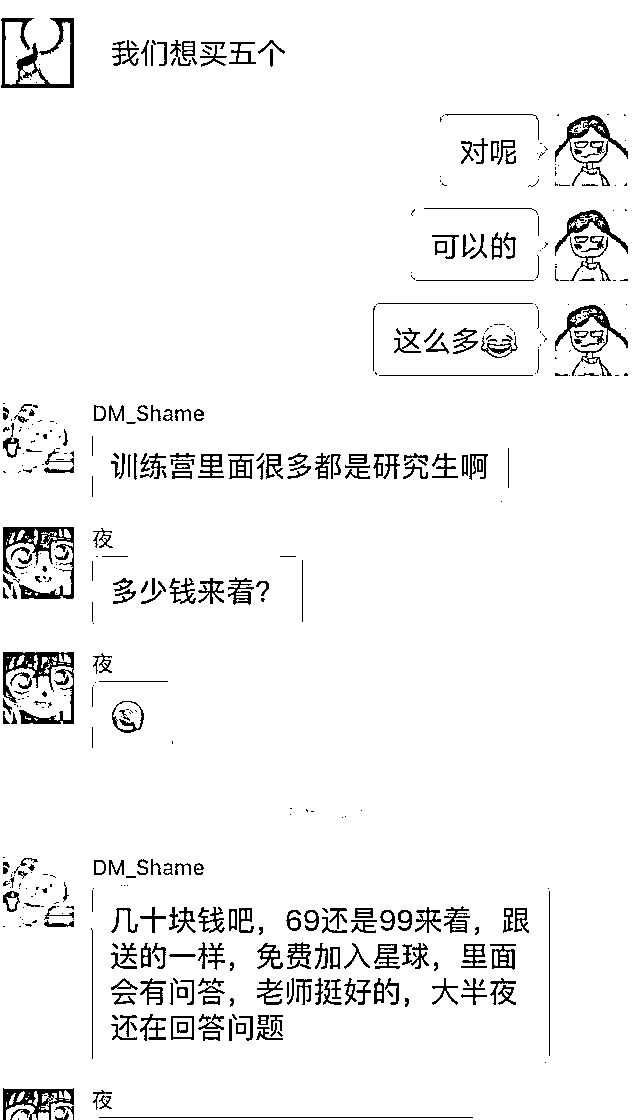 我们想买五个
对呢
可以的
这么多😂
DM_Shame
训练营里面很多都是研究生啊
夜
多少钱来着？
夜
DM_Shame
几十块钱吧，69还是99来着，跟
送的一样，免费加入星球，里面
会有问答，老师挺好的，大半夜
还在回答问题
夜